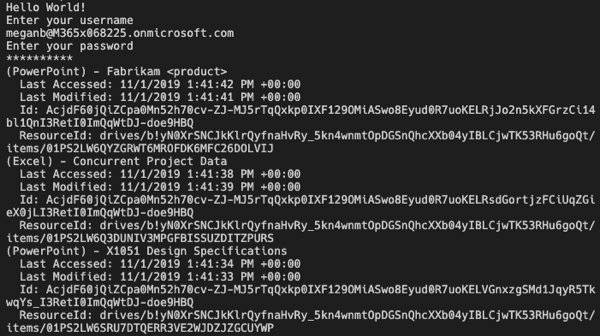 Hello World!
Enter your username
meganb@M365x068225.onmicrosoft.com
Enter your password
**********
(PowerPoint) - Fabrikam <product>
Last Accessed: 11/1/2019 1:41:42 PM +00:00
Last Modified: 11/1/2019 1:41:41 PM +00:00
Id: AcjdF60jQiZCpa0Mn52h70cv-ZJ-MJ5rTqQxkp0IXF129OMiASwo8Eyud0R7uoKELRjJo2n5kXFGrzCi14
bl1QnI3RetI0ImQqWtDJ-doe9HBQ
ResourceId: drives/b!yN0XrSNCJkKlrQyfnaHvRy_5kn4wnmtOpDGSnQhcXXb04yIBLCjwTK53RHu6goQt/
items/01PS2LW6QYZGRWT6MROFDK6MFC26DOLVIJ
(Excel) - Concurrent Project Data
Last Accessed: 11/1/2019 1:41:38 PM +00:00
Last Modified: 11/1/2019 1:41:39 PM +00:00
Id: AcjdF60jQiZCpa0Mn52h70cv-ZJ-MJ5rTqQxkp0IXF129OMiASwo8Eyud0R7uoKELRsdGortjzFCiUqZGi
eX0jLI3RetI0ImQqWtDJ-doe9HBQ
ResourceId: drives/b!yN0XrSNCJkKlrQyfnaHvRy_5kn4wnmtOpDGSnQhcXXb04yIBLCjwTK53RHu6goQt/
items/01PS2LW6Q3DUNIV3MPGFBISSUZDITZPURS
(PowerPoint) - X1051 Design Specifications
Last Accessed: 11/1/2019 1:41:34 PM +00:00
Last Modified: 11/1/2019 1:41:33 PM +00:00
Id: AcjdF60jQiZCpa0Mn52h70cv-ZJ-MJ5rTqQxkp0IXF129OMiASwo8Eyud0R7uoKELVGnxzgSMd1JqyR5Tk
wqYs_I3RetI0ImQqWtDJ-doe9HBQ
ResourceId: drives/b!yN0XrSNCJkKlrQyfnaHvRy_5kn4wnmtOpDGSnQhcXXb04yIBLCjwTK53RHu6goQt/
items/01PS2LW6SRU7DTQERR3VE2WJDZJZGCUYWP